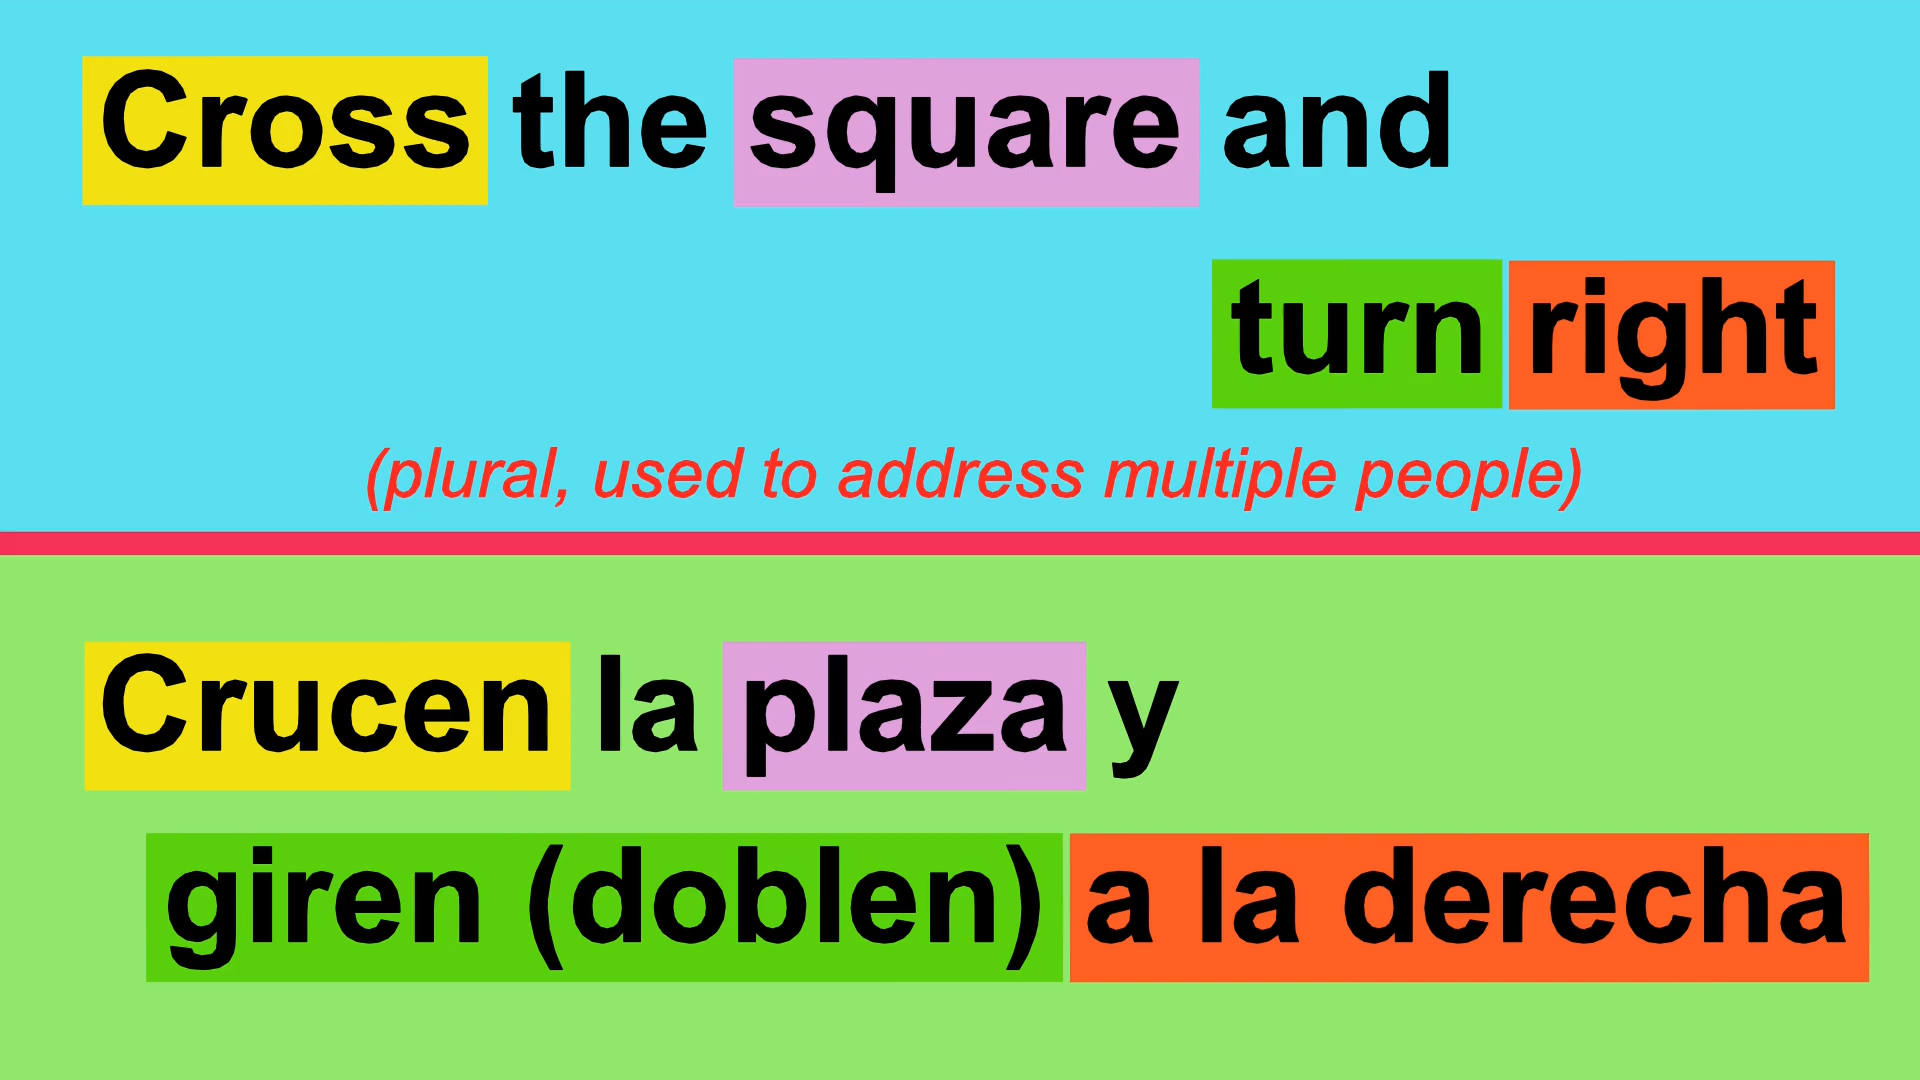 Cross the square and
turn right
(plural, used to address multiple people)
Crucen la plaza y
giren (doblen) a la derecha